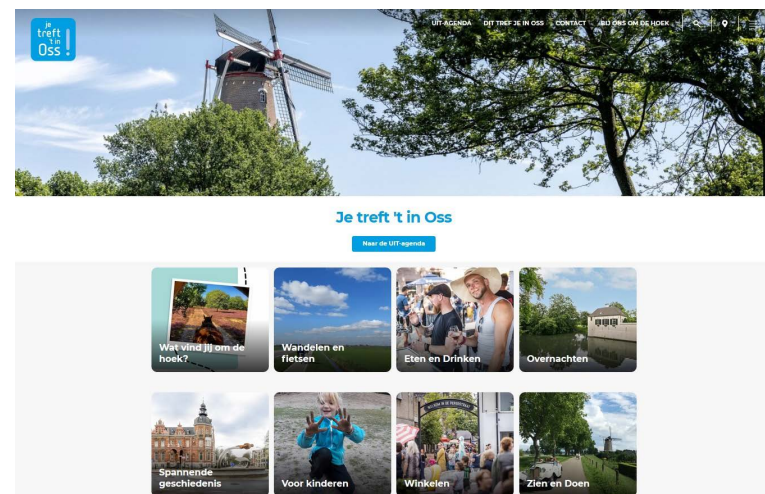 je
treft
't in
Oss
UIT-AGENDA DIT TREF JE IN OSS CONTACT BIJ ONS OM DE HOEK
Je treft 't in Oss
Naar de UIT-agenda
Wat vind jij om de
hoek?
Wandelen en
fietsen
Eten en Drinken
Overnachten
Spannende
geschiedenis
Voor kinderen
Winkelen
Zien en Doen